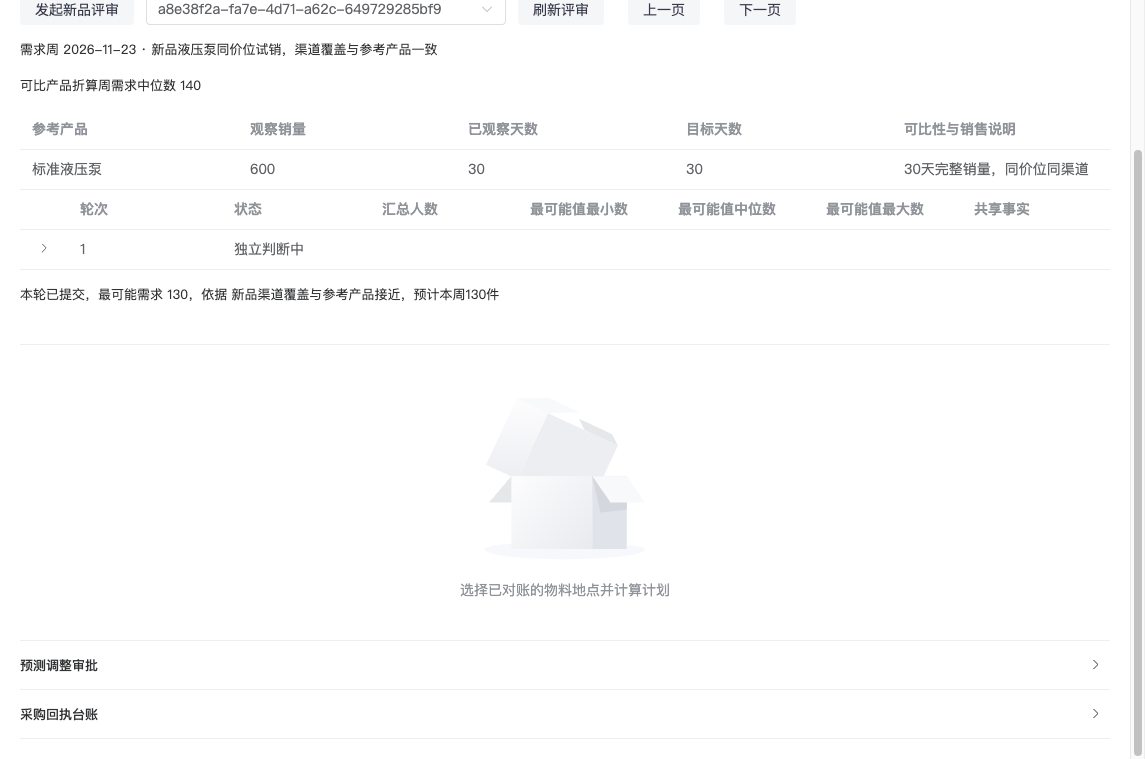 发起新品评审 a8e38f2a-fa7e-4d71-a62c-649729285bf9 刷新评审 上一页 下一页
需求周 2026-11-23 · 新品液压泵同价位试销，渠道覆盖与参考产品一致
可比产品折算周需求中位数 140
参考产品 观察销量 已观察天数 目标天数 可比性与销售说明
标准液压泵 600 30 30 30天完整销量，同价位同渠道
轮次 状态 汇总人数 最可能值最小数 最可能值中位数 最可能值最大数 共享事实
1 独立判断中
本轮已提交，最可能需求 130，依据 新品渠道覆盖与参考产品接近，预计本周130件
选择已对账的物料地点并计算计划
预测调整审批
采购回执台账